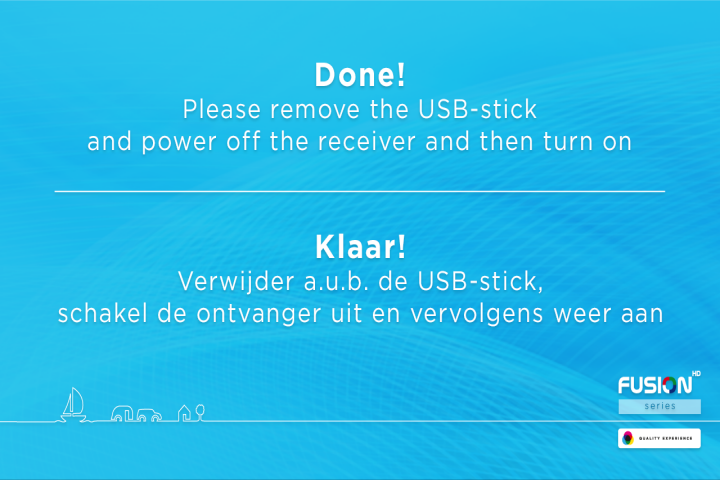 Done!
Please remove the USB-stick
and power off the receiver and then turn on
Klaar!
Verwijder a.u.b. de USB-stick,
schakel de ontvanger uit en vervolgens weer aan
FUSION HD
series
QUALITY EXPERIENCE